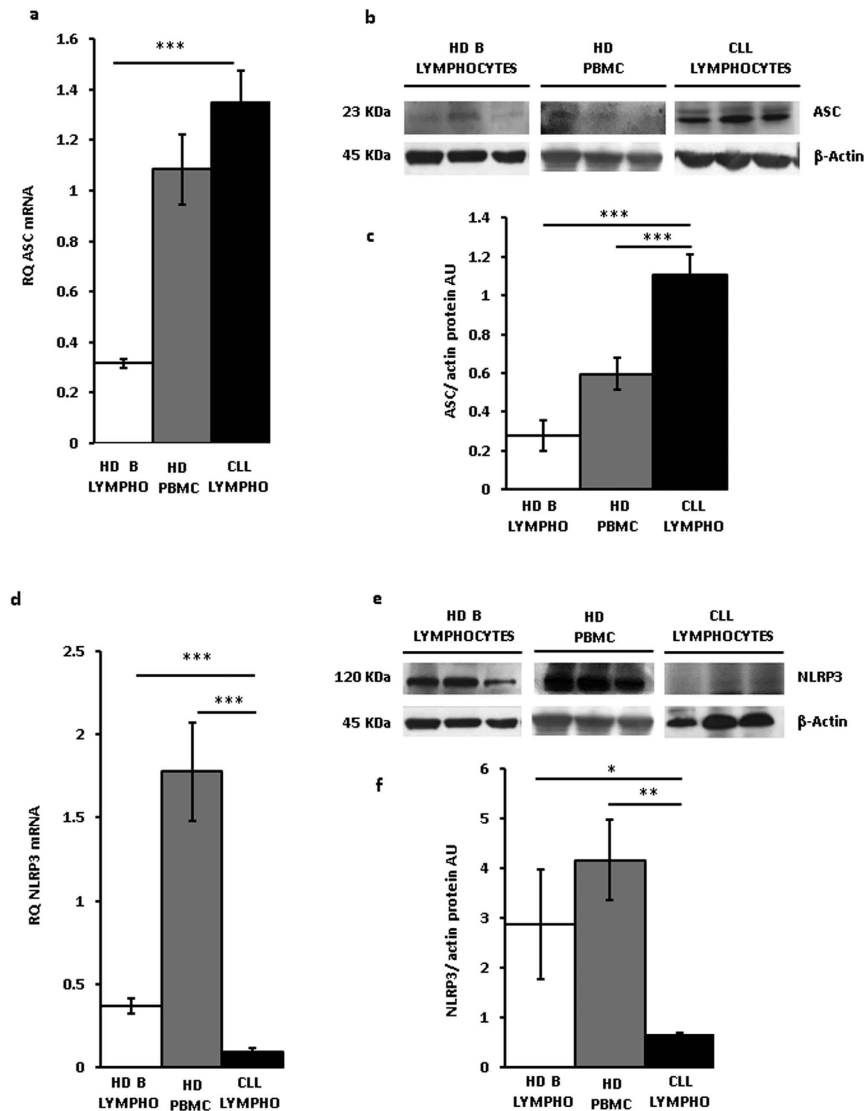 a
***
1.6
1.4
1.2
1
0.8
0.6
0.4
0.2
0
RQ ASC mRNA
HD B
LYMPHO
HD
PBMC
CLL
LYMPHO
b
HD B
LYMPHOCYTES
HD
PBMC
CLL
LYMPHOCYTES
23 KDa
ASC
45 KDa
β-Actin
c
***
***
1.4
1.2
1
0.8
0.6
0.4
0.2
0
ASC/ actin protein AU
HD B
LYMPHO
HD
PBMC
CLL
LYMPHO
d
***
***
2.5
2
1.5
1
0.5
0
RQ NLRP3 mRNA
HD B
LYMPHO
HD
PBMC
CLL
LYMPHO
e
HD B
LYMPHOCYTES
HD
PBMC
CLL
LYMPHOCYTES
120 KDa
NLRP3
45 KDa
β-Actin
f
*
**
6
5
4
3
2
1
0
NLRP3/ actin protein AU
HD B
LYMPHO
HD
PBMC
CLL
LYMPHO